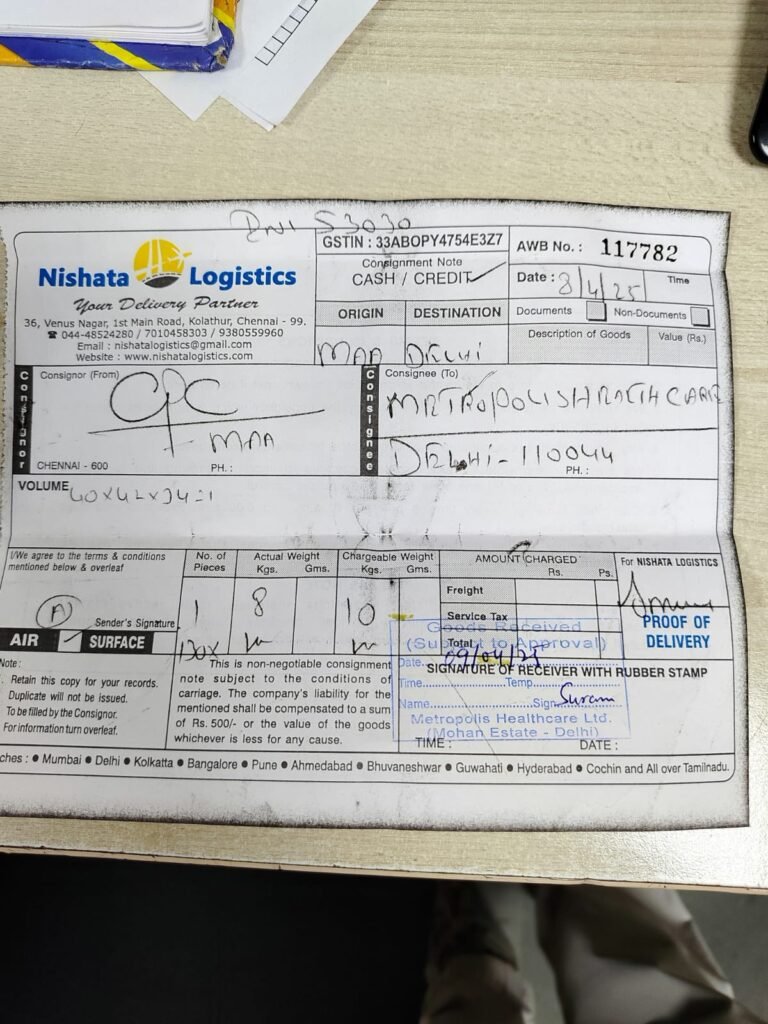 GSTIN : 33ABOPY4754E3Z7
AWB No. : 117782
Nishata Logistics
Your Delivery Partner
36, Venus Nagar, 1st Main Road, Kolathur, Chennai - 99.
☎ 044-48524280 / 7010458303 / 9380559960
Email : nishatalogistics@gmail.com
Website : www.nishatalogistics.com
Consignment Note
CASH / CREDIT
Date : 8/4/25
Time
ORIGIN DESTINATION
MAA DELHI
Documents Non-Documents
Description of Goods Value (Rs.)
Consignor
Consignor (From)
CPC
MAA
CHENNAI - 600 PH. :
Consignee
Consignee (To)
DELHI - 110044
PH. :
VOLUME
I/We agree to the terms & conditions
mentioned below & overleaf
Sender's Signature
AIR SURFACE
No. of Pieces
1
BOX
Actual Weight
Kgs. Gms.
8
Chargeable Weight
Kgs. Gms.
10
AMOUNT CHARGED
Rs. Ps.
Freight
Service Tax
Total
For NISHATA LOGISTICS
PROOF OF
DELIVERY
Goods Received
(Subject to Approval)
Date. 09/04/25
SIGNATURE OF RECEIVER WITH RUBBER STAMP
Time Temp
Name Sign
Metropolis Healthcare Ltd.
(Mohan Estate - Delhi)
TIME : DATE :
Note :
Retain this copy for your records.
Duplicate will not be issued.
To be filled by the Consignor.
For information turn overleaf.
This is non-negotiable consignment
note subject to the conditions of
carriage. The company's liability for the
mentioned shall be compensated to a sum
of Rs.500/- or the value of the goods
whichever is less for any cause.
ches : ● Mumbai ● Delhi ● Kolkatta ● Bangalore ● Pune ● Ahmedabad ● Bhuvaneshwar ● Guwahati ● Hyderabad ● Cochin and All over Tamilnadu.